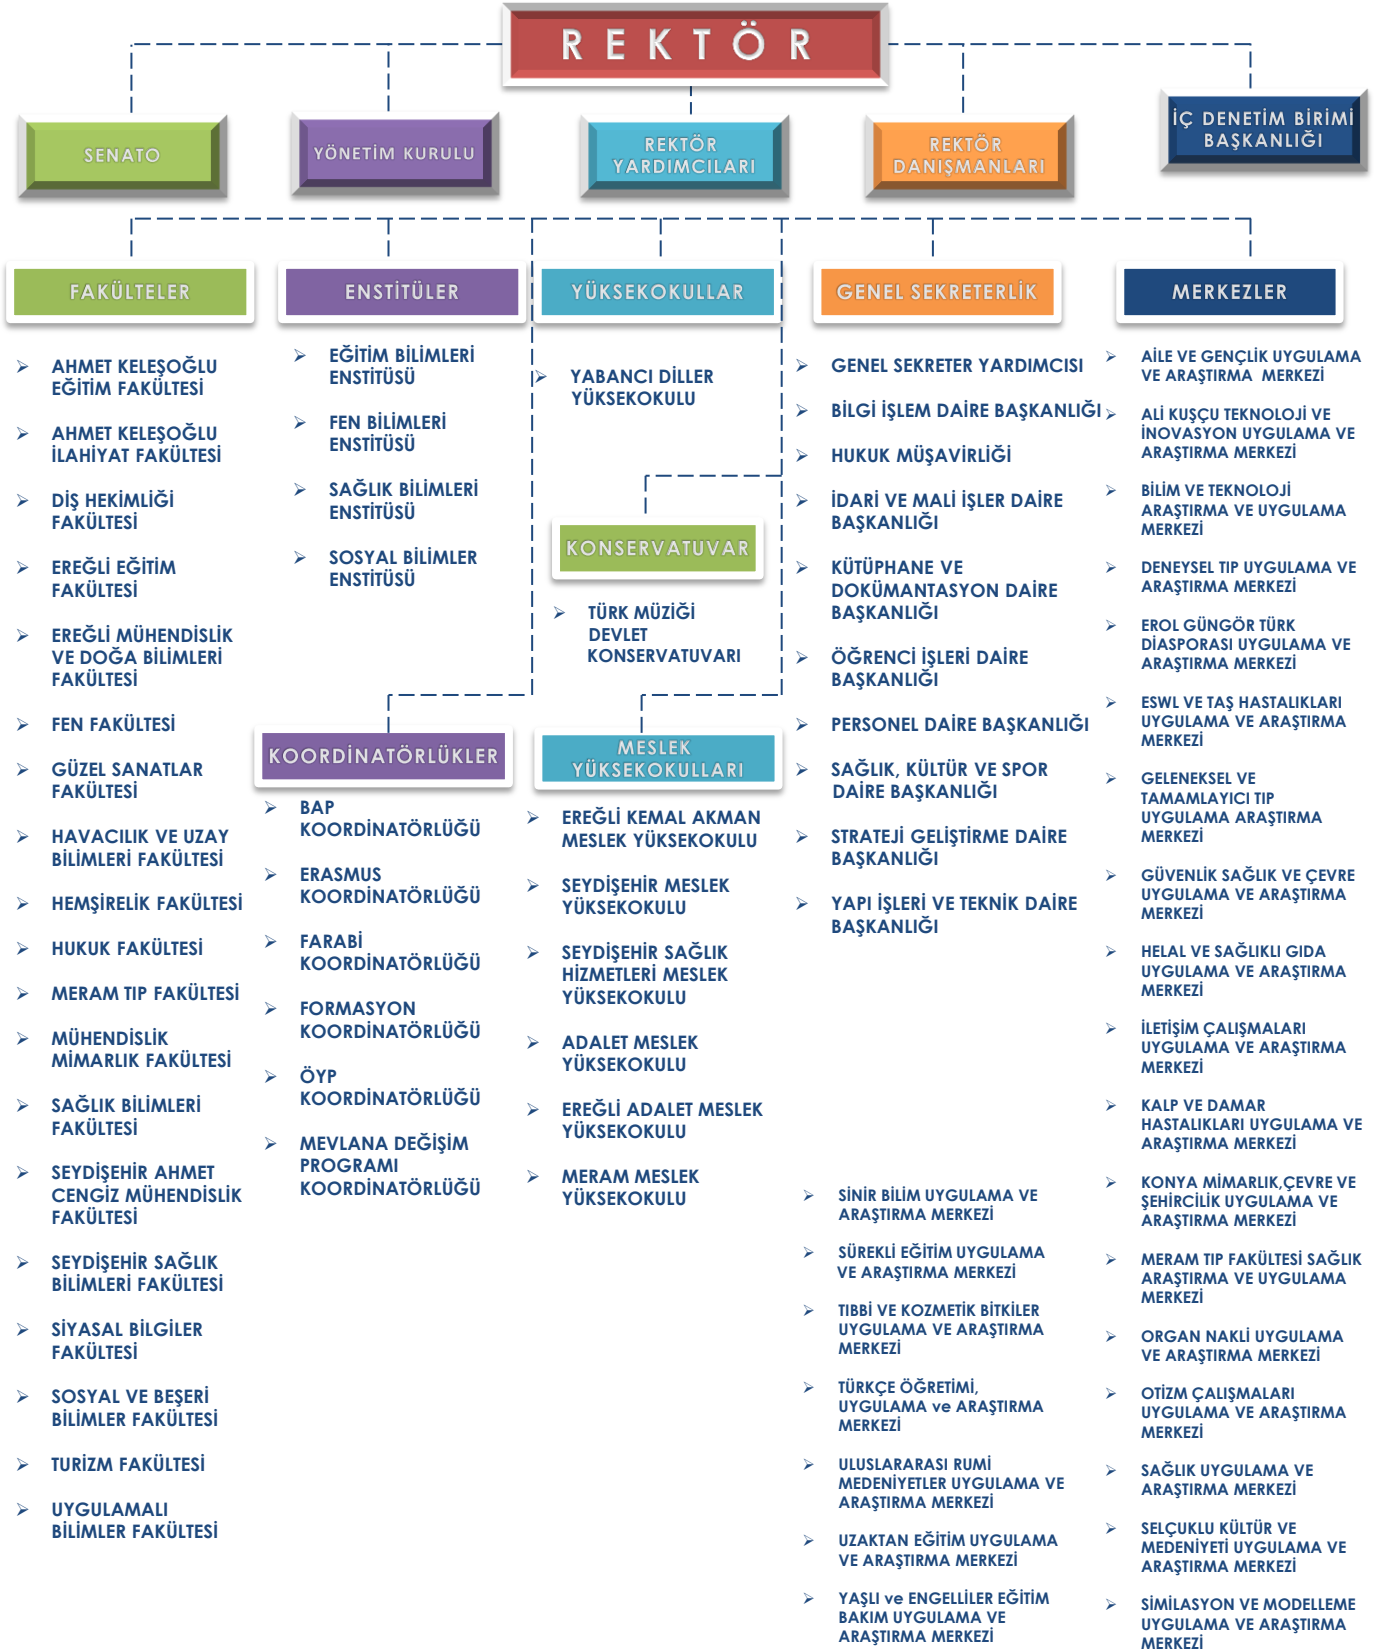 REKTÖR
SENATO
YÖNETİM KURULU
REKTÖR
YARDIMCILARI
REKTÖR
DANIŞMANLARI
İÇ DENETİM BİRİMİ
BAŞKANLIĞI
FAKÜLTELER
AHMET KELEŞOĞLU
EĞİTİM FAKÜLTESİ
AHMET KELEŞOĞLU
İLAHİYAT FAKÜLTESİ
DİŞ HEKİMLİĞİ
FAKÜLTESİ
EREĞLİ EĞİTİM
FAKÜLTESİ
EREĞLİ MÜHENDİSLİK
VE DOĞA BİLİMLERİ
FAKÜLTESİ
FEN FAKÜLTESİ
GÜZEL SANATLAR
FAKÜLTESİ
HAVACILIK VE UZAY
BİLİMLERİ FAKÜLTESİ
HEMŞİRELİK FAKÜLTESİ
HUKUK FAKÜLTESİ
MERAM TIP FAKÜLTESİ
MÜHENDİSLİK
MİMARLIK FAKÜLTESİ
SAĞLIK BİLİMLERİ
FAKÜLTESİ
SEYDİŞEHİR AHMET
CENGİZ MÜHENDİSLİK
FAKÜLTESİ
SEYDİŞEHİR SAĞLIK
BİLİMLERİ FAKÜLTESİ
SİYASAL BİLGİLER
FAKÜLTESİ
SOSYAL VE BEŞERİ
BİLİMLER FAKÜLTESİ
TURİZM FAKÜLTESİ
UYGULAMALI
BİLİMLER FAKÜLTESİ
ENSTİTÜLER
EĞİTİM BİLİMLERİ
ENSTİTÜSÜ
FEN BİLİMLERİ
ENSTİTÜSÜ
SAĞLIK BİLİMLERİ
ENSTİTÜSÜ
SOSYAL BİLİMLER
ENSTİTÜSÜ
KOORDİNATÖRLÜKLER
BAP
KOORDİNATÖRLÜĞÜ
ERASMUS
KOORDİNATÖRLÜĞÜ
FARABİ
KOORDİNATÖRLÜĞÜ
FORMASYON
KOORDİNATÖRLÜĞÜ
ÖYP
KOORDİNATÖRLÜĞÜ
MEVLANA DEĞİŞİM
PROGRAMI
KOORDİNATÖRLÜĞÜ
YÜKSEKOKULLAR
YABANCI DİLLER
YÜKSEKOKULU
KONSERVATUVAR
TÜRK MÜZİĞİ
DEVLET
KONSERVATUVARI
MESLEK
YÜKSEKOKULLARI
EREĞLİ KEMAL AKMAN
MESLEK YÜKSEKOKULU
SEYDİŞEHİR MESLEK
YÜKSEKOKULU
SEYDİŞEHİR SAĞLIK
HİZMETLERİ MESLEK
YÜKSEKOKULU
ADALET MESLEK
YÜKSEKOKULU
EREĞLİ ADALET MESLEK
YÜKSEKOKULU
MERAM MESLEK
YÜKSEKOKULU
GENEL SEKRETERLİK
GENEL SEKRETER YARDIMCISI
BİLGİ İŞLEM DAİRE BAŞKANLIĞI
HUKUK MÜŞAVİRLİĞİ
İDARİ VE MALİ İŞLER DAİRE
BAŞKANLIĞI
KÜTÜPHANE VE
DOKÜMANTASYON DAİRE
BAŞKANLIĞI
ÖĞRENCİ İŞLERİ DAİRE
BAŞKANLIĞI
PERSONEL DAİRE BAŞKANLIĞI
SAĞLIK, KÜLTÜR VE SPOR
DAİRE BAŞKANLIĞI
STRATEJİ GELİŞTİRME DAİRE
BAŞKANLIĞI
YAPI İŞLERİ VE TEKNİK DAİRE
BAŞKANLIĞI
MERKEZLER
AİLE VE GENÇLİK UYGULAMA
VE ARAŞTIRMA MERKEZİ
ALİ KUŞÇU TEKNOLOJİ VE
İNOVASYON UYGULAMA VE
ARAŞTIRMA MERKEZİ
BİLİM VE TEKNOLOJİ
ARAŞTIRMA VE UYGULAMA
MERKEZİ
DENEYSEL TIP UYGULAMA VE
ARAŞTIRMA MERKEZİ
EROL GÜNGÖR TÜRK
DİASPORASI UYGULAMA VE
ARAŞTIRMA MERKEZİ
ESWL VE TAŞ HASTALIKLARI
UYGULAMA VE ARAŞTIRMA
MERKEZİ
GELENEKSEL VE
TAMAMLAYICI TIP
UYGULAMA ARAŞTIRMA
MERKEZİ
GÜVENLİK SAĞLIK VE ÇEVRE
UYGULAMA VE ARAŞTIRMA
MERKEZİ
HELAL VE SAĞLIKLI GIDA
UYGULAMA VE ARAŞTIRMA
MERKEZİ
İLETİŞİM ÇALIŞMALARI
UYGULAMA VE ARAŞTIRMA
MERKEZİ
KALP VE DAMAR
HASTALIKLARI UYGULAMA VE
ARAŞTIRMA MERKEZİ
KONYA MİMARLIK,ÇEVRE VE
ŞEHİRCİLİK UYGULAMA VE
ARAŞTIRMA MERKEZİ
MERAM TIP FAKÜLTESİ SAĞLIK
ARAŞTIRMA VE UYGULAMA
MERKEZİ
ORGAN NAKLİ UYGULAMA
VE ARAŞTIRMA MERKEZİ
OTİZM ÇALIŞMALARI
UYGULAMA VE ARAŞTIRMA
MERKEZİ
SAĞLIK UYGULAMA VE
ARAŞTIRMA MERKEZİ
SELÇUKLU KÜLTÜR VE
MEDENİYETİ UYGULAMA VE
ARAŞTIRMA MERKEZİ
SİMİLASYON VE MODELLEME
UYGULAMA VE ARAŞTIRMA
MERKEZİ
SİNİR BİLİM UYGULAMA VE
ARAŞTIRMA MERKEZİ
SÜREKLİ EĞİTİM UYGULAMA
VE ARAŞTIRMA MERKEZİ
TIBBİ VE KOZMETİK BİTKİLER
UYGULAMA VE ARAŞTIRMA
MERKEZİ
TÜRKÇE ÖĞRETİMİ,
UYGULAMA ve ARAŞTIRMA
MERKEZİ
ULUSLARARASI RUMİ
MEDENİYETLER UYGULAMA VE
ARAŞTIRMA MERKEZİ
UZAKTAN EĞİTİM UYGULAMA
VE ARAŞTIRMA MERKEZİ
YAŞLI ve ENGELLİLER EĞİTİM
BAKIM UYGULAMA VE
ARAŞTIRMA MERKEZİ